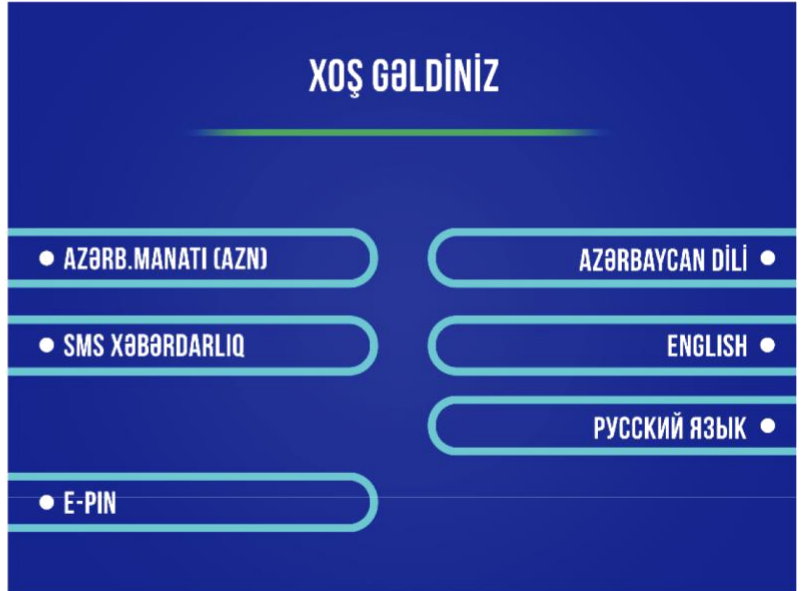 XOŞ GƏLDİNİZ
AZƏRB.MANATI (AZN)
AZƏRBAYCAN DİLİ
SMS XƏBƏRDARLIQ
ENGLISH
РУССКИЙ ЯЗЫК
E-PIN